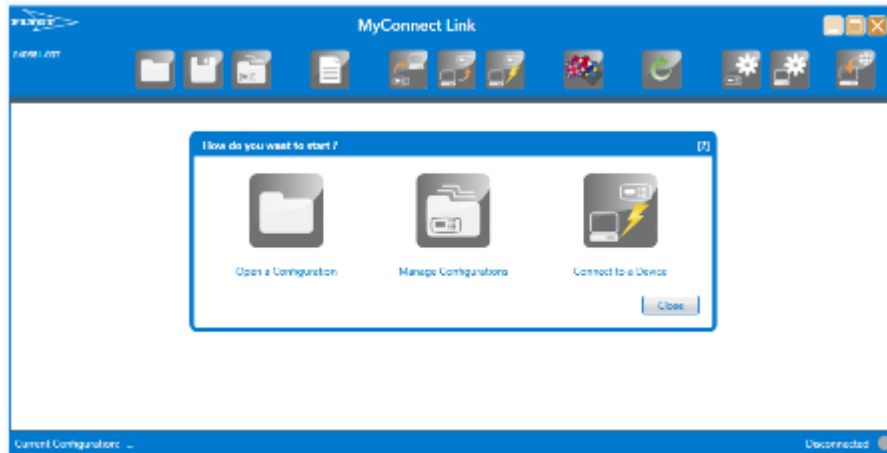 FLYGT
MyConnect Link
How do you want to start ?
[?]
Open a Configuration
Manage Configurations
Connect to a Device
Close
Current Configuration: ...
Disconnected